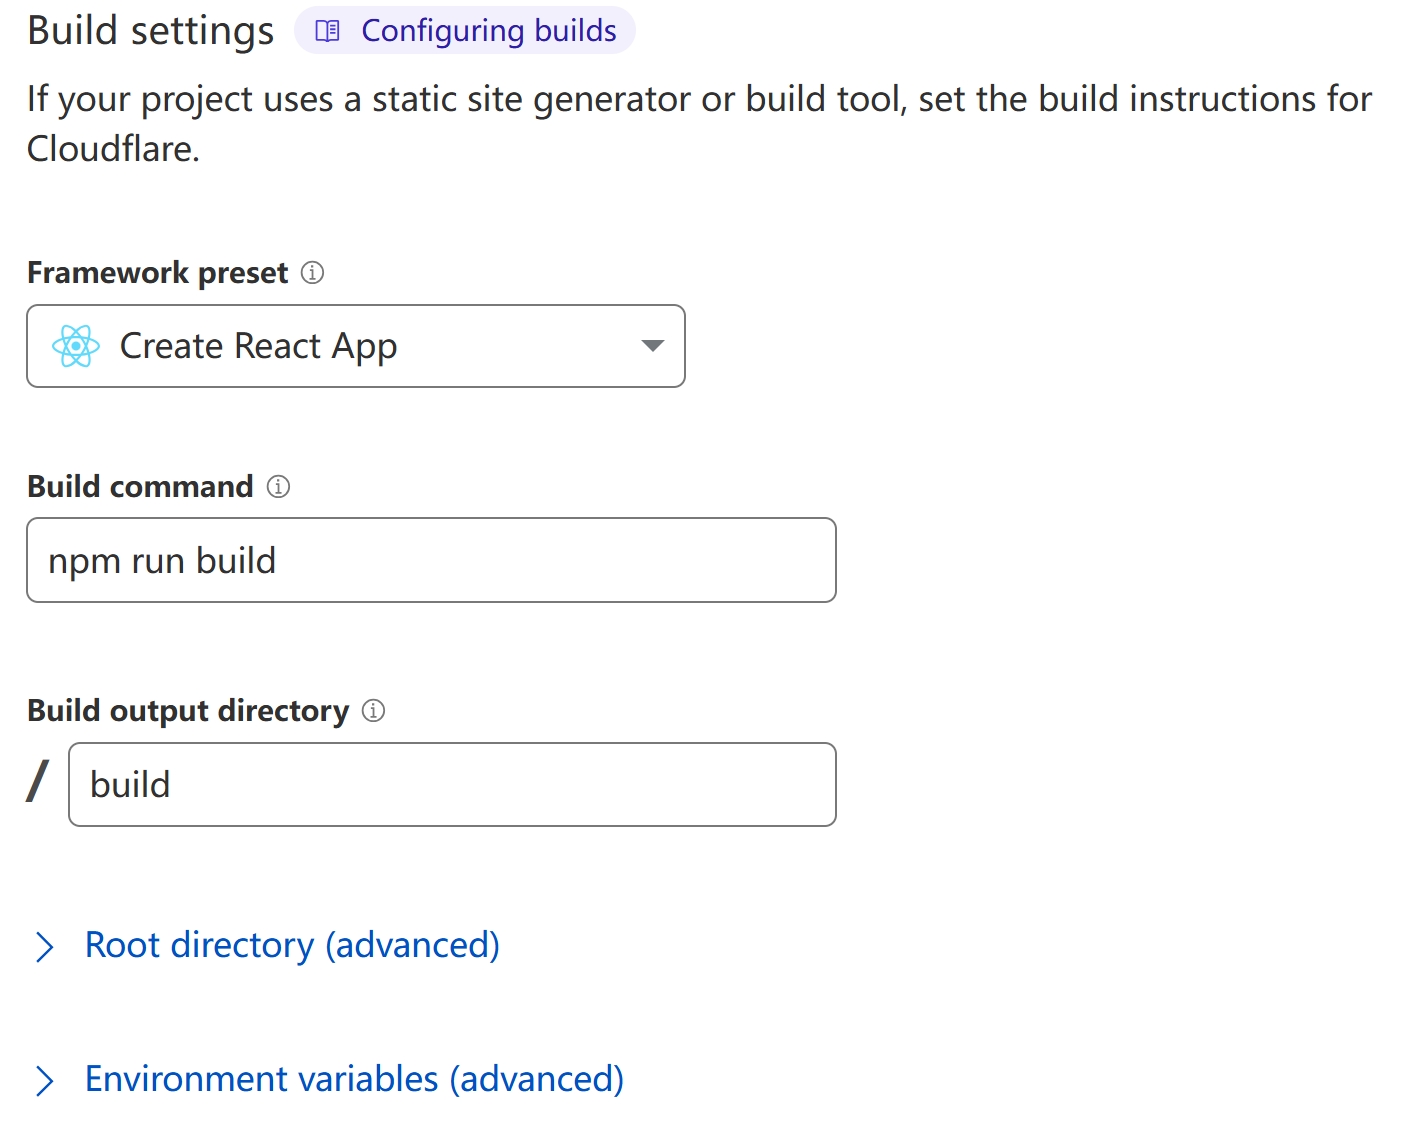 Build settings
Configuring builds
If your project uses a static site generator or build tool, set the build instructions for
Cloudflare.
Framework preset
Create React App
Build command
npm run build
Build output directory
/ build
Root directory (advanced)
Environment variables (advanced)